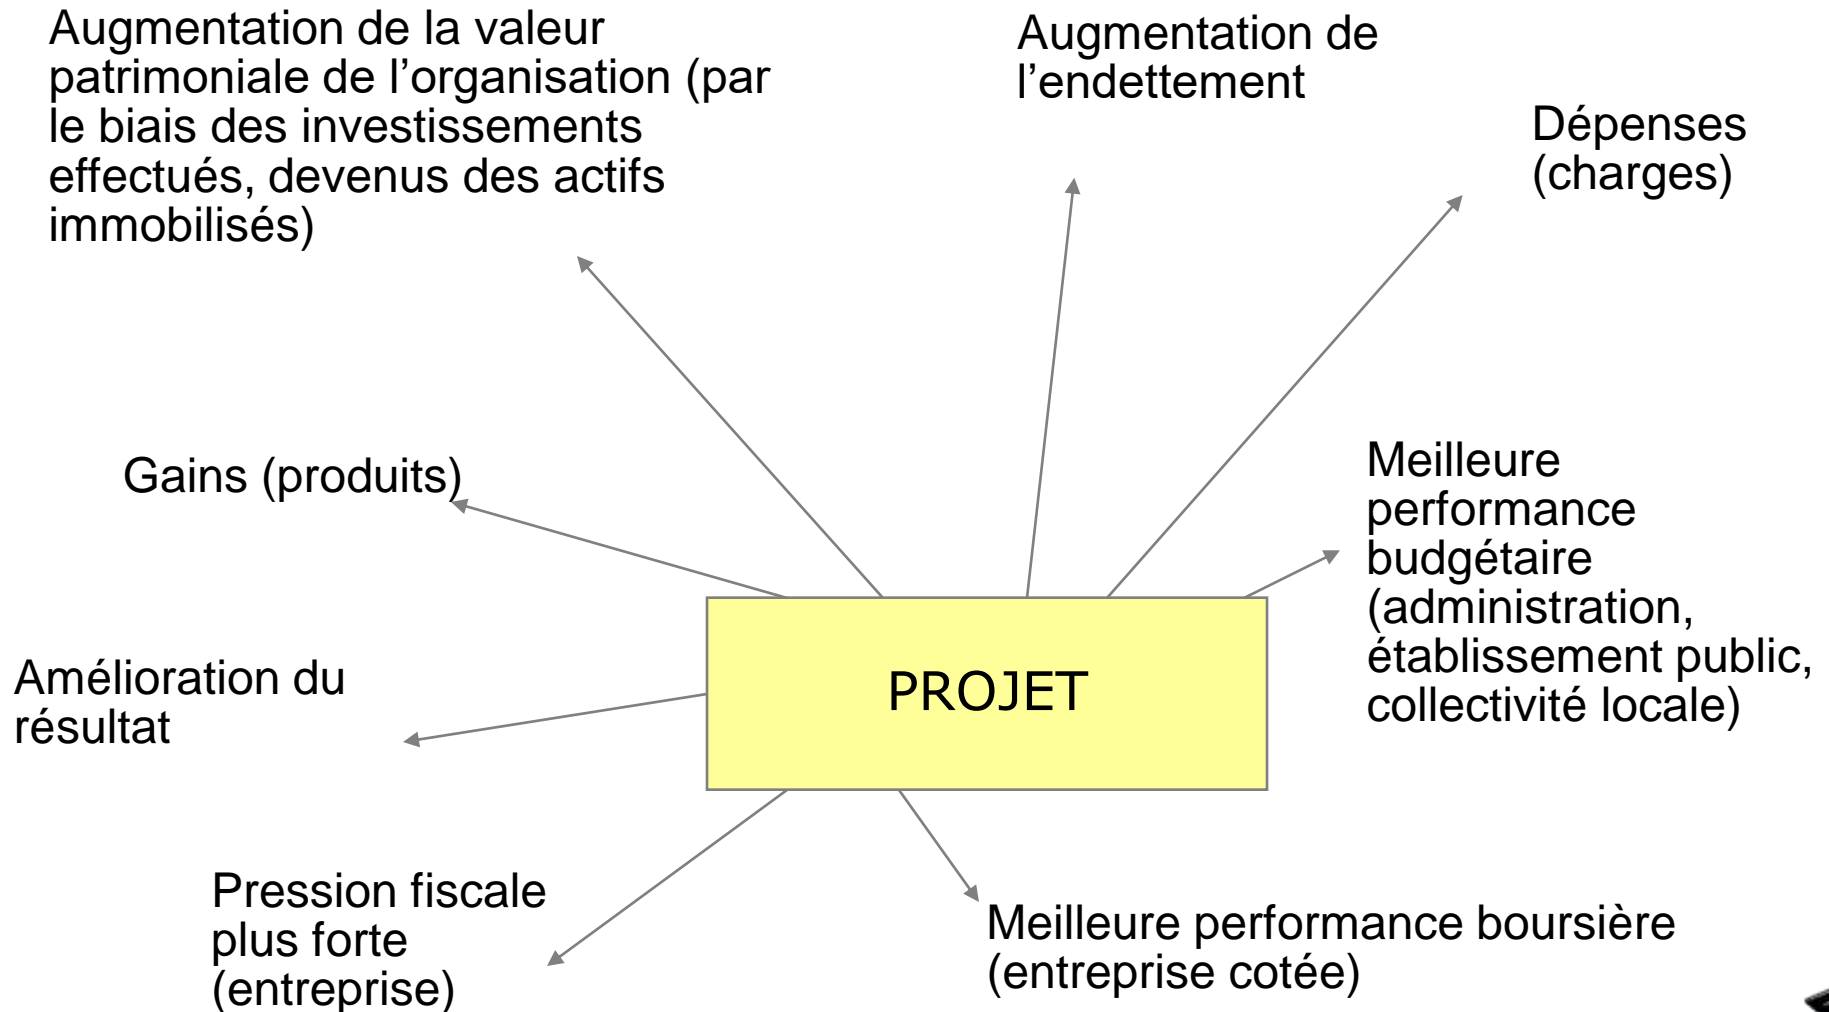 Augmentation de la valeur
patrimoniale de l’organisation (par
le biais des investissements
effectués, devenus des actifs
immobilisés)
Augmentation de
l’endettement
Dépenses
(charges)
Gains (produits)
Meilleure
performance
budgétaire
(administration,
établissement public,
collectivité locale)
PROJET
Amélioration du
résultat
Pression fiscale
plus forte
(entreprise)
Meilleure performance boursière
(entreprise cotée)